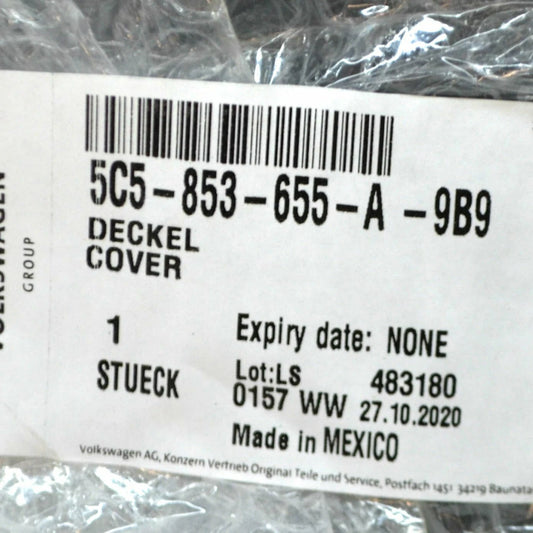 VOLKSWAGEN
GROUP
5C5-853-655-A -9B9
DECKEL
COVER
1
STUECK
Expiry date: NONE
Lot:LS 483180
0157 WW 27.10.2020
Made in MEXICO
Volkswagen AG, Konzern Vertrieb Original Teile und Service, Postfach 1451 34219 Baunata